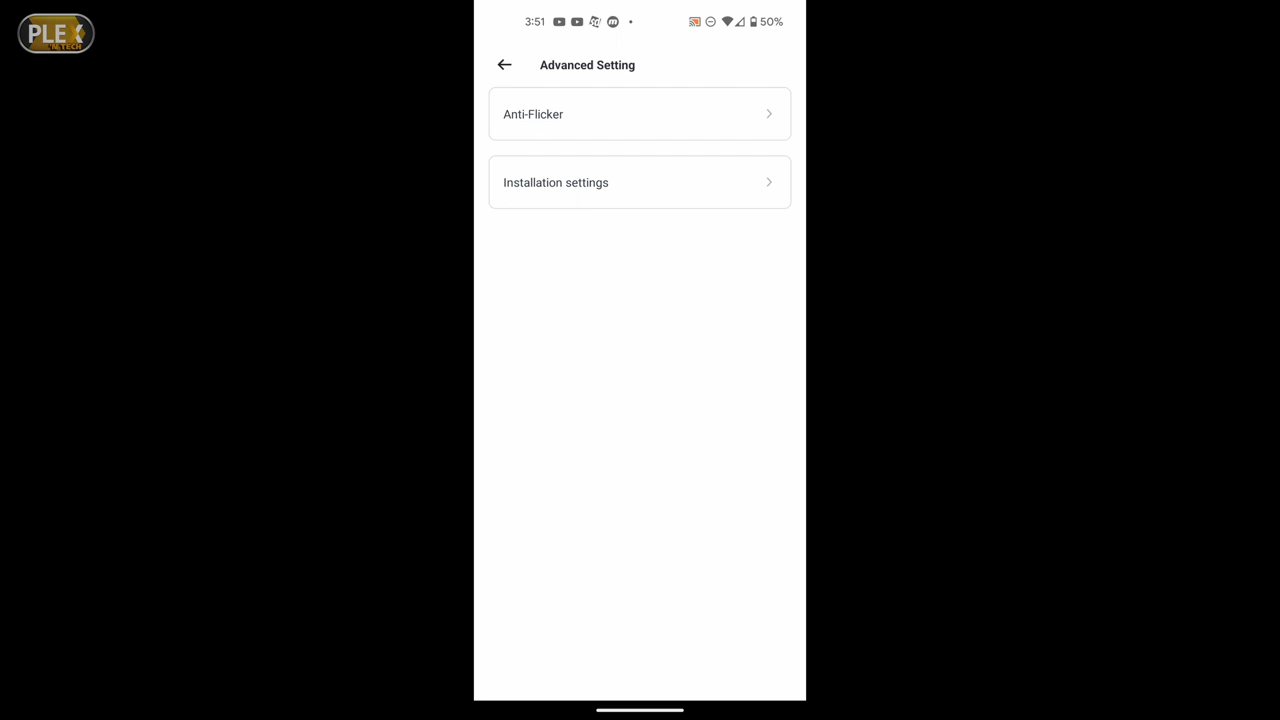 PLEX
'N TECH
3:51
50%
Advanced Setting
Anti-Flicker
Installation settings